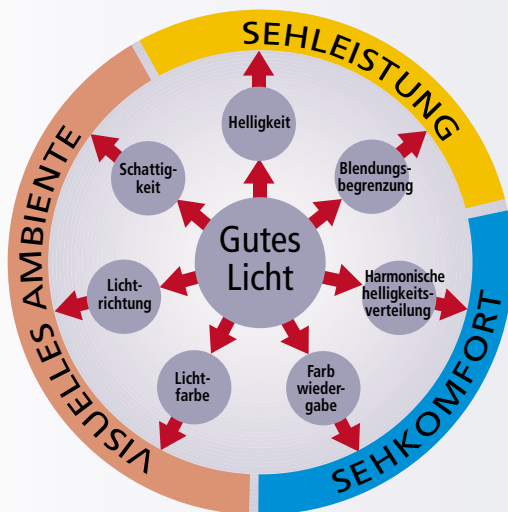 SEHLEISTUNG
Helligkeit
Blendungs-
begrenzung
Schattig-
keit
Gutes
Licht
Harmonische
helligkeits-
verteilung
Licht-
richtung
Licht-
farbe
Farb
wieder-
gabe
VISUELLES AMBIENTE
SEHKOMFORT